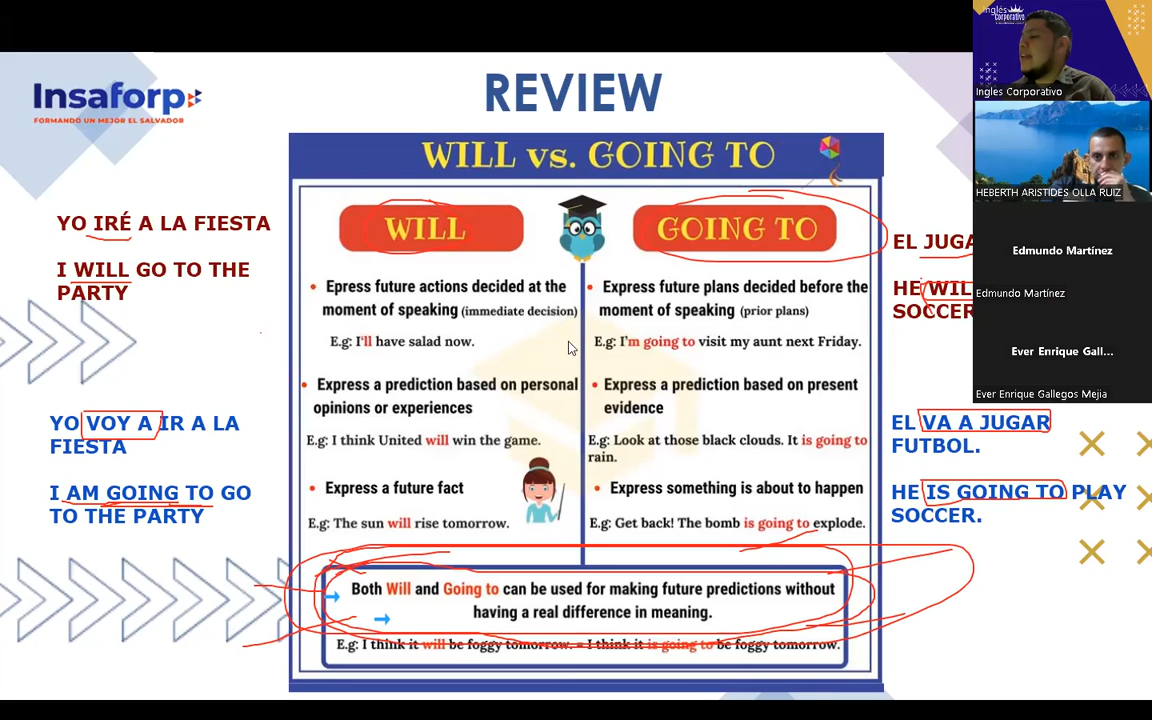 Insaforp
FORMANDO UN MEJOR EL SALVADOR
REVIEW
Inglés
Corporativo
Ingles Corporativo
HEBERTH ARISTIDES OLLA RUIZ
Edmundo Martínez
Edmundo Martínez
Ever Enrique Gall...
Ever Enrique Gallegos Mejia
YO IRÉ A LA FIESTA
I WILL GO TO THE
PARTY
YO VOY A IR A LA
FIESTA
I AM GOING TO GO
TO THE PARTY
WILL vs. GOING TO
WILL
GOING TO
Epress future actions decided at the
moment of speaking (immediate decision)
E.g: I'll have salad now.
Express a prediction based on personal
opinions or experiences
E.g: I think United will win the game.
Express a future fact
E.g: The sun will rise tomorrow.
Express future plans decided before the
moment of speaking (prior plans)
E.g: I'm going to visit my aunt next Friday.
Express a prediction based on present
evidence
E.g: Look at those black clouds. It is going to
rain.
Express something is about to happen
E.g: Get back! The bomb is going to explode.
Both Will and Going to can be used for making future predictions without
having a real difference in meaning.
E.g: I think it will be foggy tomorrow. = I think it is going to be foggy tomorrow.
EL JUGA
HE WIL
SOCCER
EL VA A JUGAR
FUTBOL.
HE IS GOING TO PLAY
SOCCER.